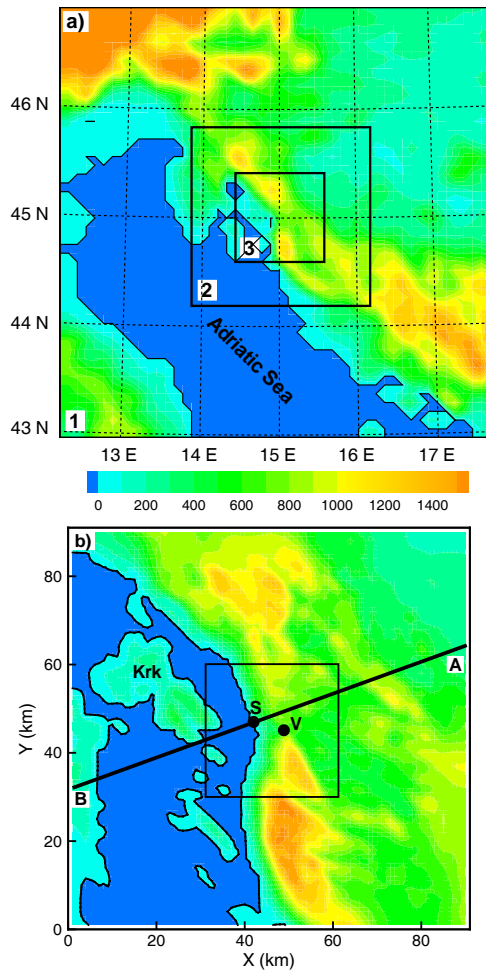 a)
46 N
45 N
44 N
43 N
3
2
Adriatic Sea
1
13 E 14 E 15 E 16 E 17 E
0 200 400 600 800 1000 1200 1400
b)
80
60
40
20
0
Y (km)
Krk
S
V
A
B
0 20 40 60 80
X (km)